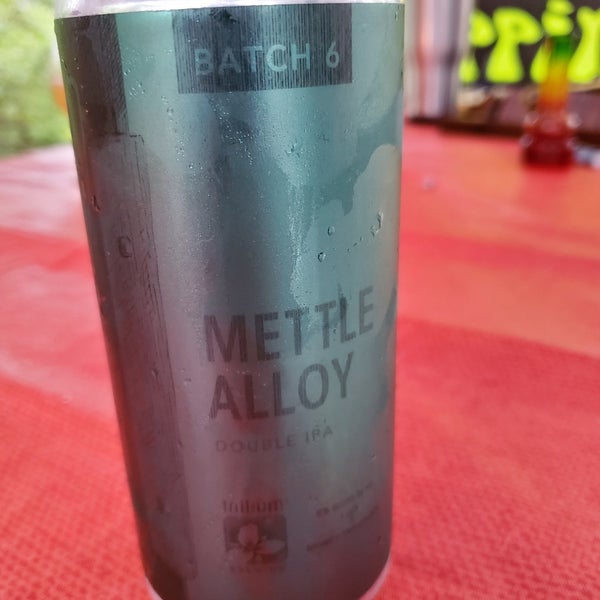 BATCH 6
METTLE
ALLOY
DOUBLE IPA
trillium